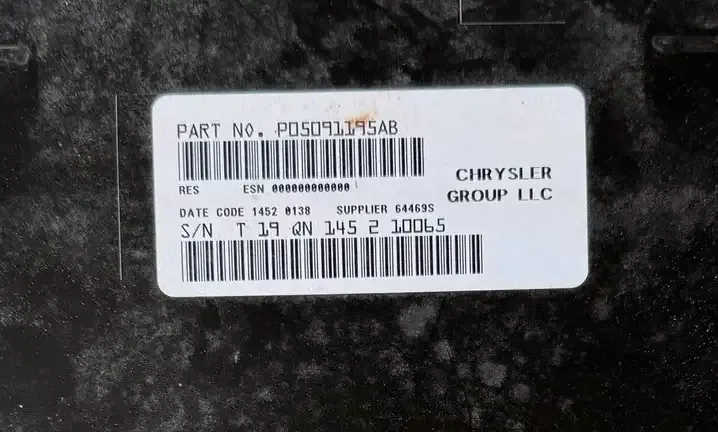 PART NO. P05091195AB
RES ESN 000000000000
CHRYSLER
GROUP LLC
DATE CODE 1452 0138 SUPPLIER 64469S
S/N T 19 QN 145 2 10065